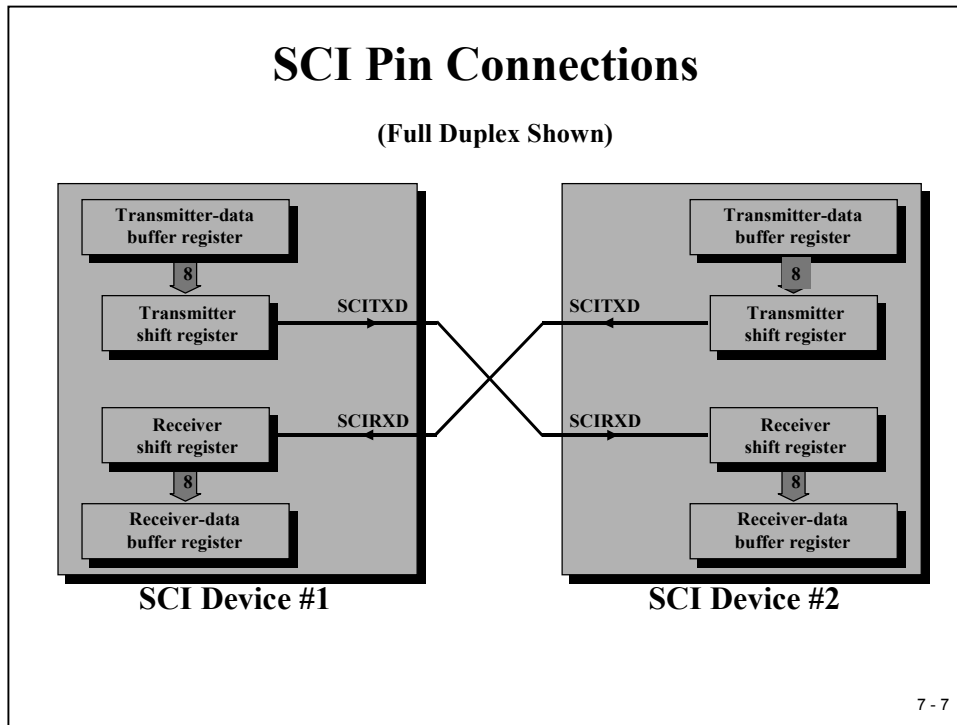 SCI Pin Connections
(Full Duplex Shown)
Transmitter-data
buffer register
8
Transmitter
shift register
SCITXD
Receiver
shift register
SCIRXD
8
Receiver-data
buffer register
SCI Device #1
Transmitter-data
buffer register
8
SCITXD
Transmitter
shift register
SCIRXD
Receiver
shift register
8
Receiver-data
buffer register
SCI Device #2
7 - 7